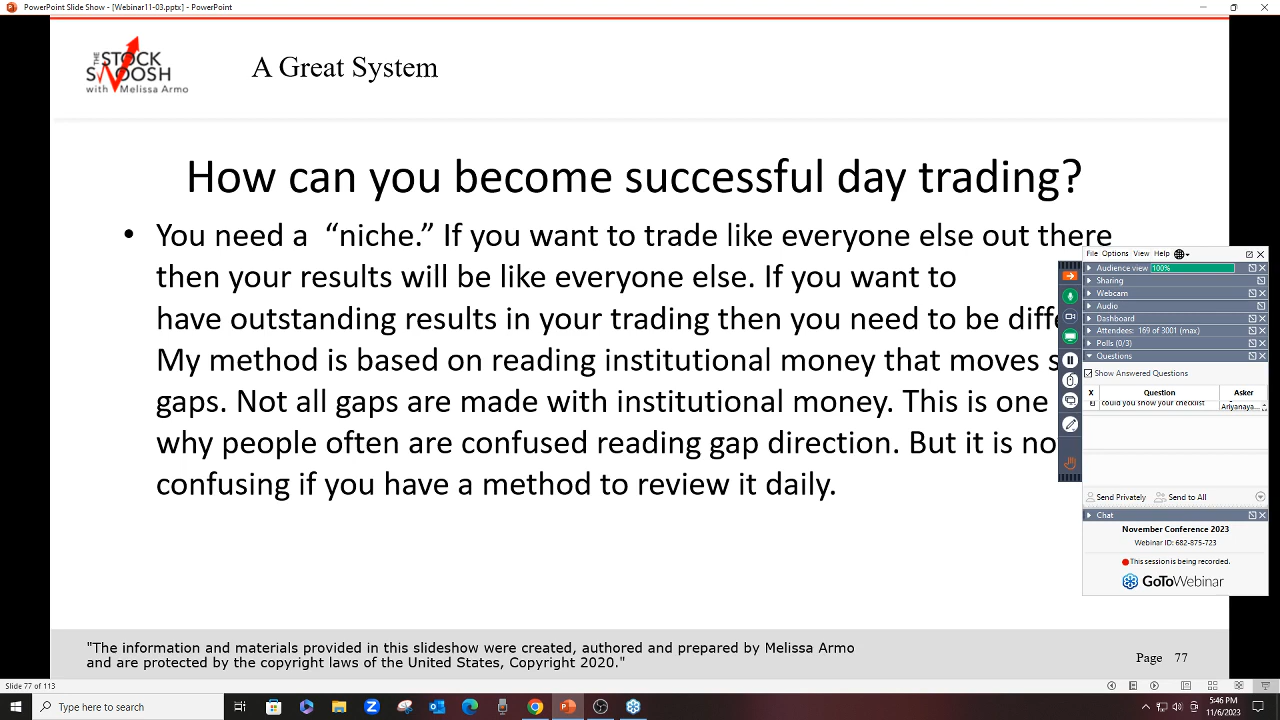 PowerPoint Slide Show - [Webinar11-03.pptx] - PowerPoint
THE
STOCK
SWOOSH
with Melissa Armo
A Great System
How can you become successful day trading?
• You need a “niche.” If you want to trade like everyone else out there
then your results will be like everyone else. If you want to
have outstanding results in your trading then you need to be diffe
My method is based on reading institutional money that moves s
gaps. Not all gaps are made with institutional money. This is one
why people often are confused reading gap direction. But it is no
confusing if you have a method to review it daily.
File Options View Help
Audience view 100%
Sharing
Webcam
Audio
Dashboard
Attendees: 169 of 3001 (max)
Polls (0/3)
Questions
Show Answered Questions
X Question Asker
could you show your checklist Ariyanaya...
Send Privately Send to All
Chat
November Conference 2023
Webinar ID: 682-875-723
This session is being recorded.
GoToWebinar
"The information and materials provided in this slideshow were created, authored and prepared by Melissa Armo
and are protected by the copyright laws of the United States, Copyright 2020."
Page 77
Slide 77 of 113
Type here to search
5:46 PM
11/6/2023